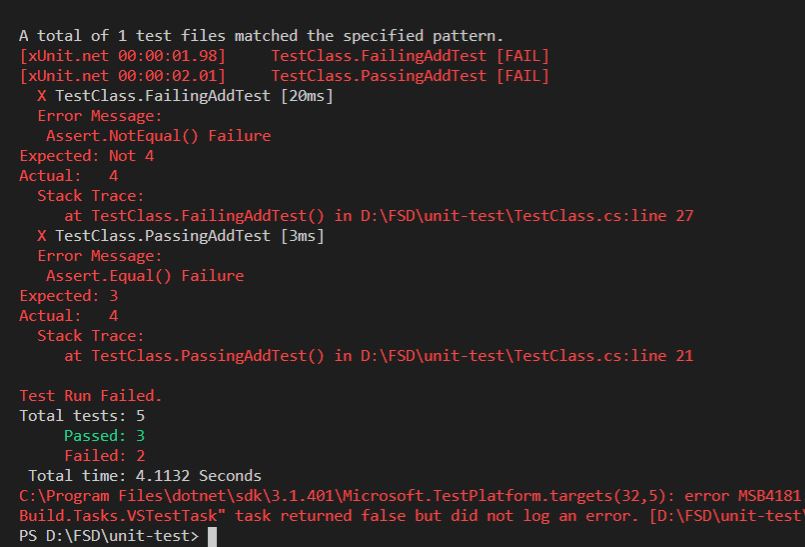 A total of 1 test files matched the specified pattern.
[xUnit.net 00:00:01.98]     TestClass.FailingAddTest [FAIL]
[xUnit.net 00:00:02.01]     TestClass.PassingAddTest [FAIL]
  X TestClass.FailingAddTest [20ms]
  Error Message:
   Assert.NotEqual() Failure
Expected: Not 4
Actual:   4
  Stack Trace:
     at TestClass.FailingAddTest() in D:\FSD\unit-test\TestClass.cs:line 27
  X TestClass.PassingAddTest [3ms]
  Error Message:
   Assert.Equal() Failure
Expected: 3
Actual:   4
  Stack Trace:
     at TestClass.PassingAddTest() in D:\FSD\unit-test\TestClass.cs:line 21
Test Run Failed.
Total tests: 5
     Passed: 3
     Failed: 2
 Total time: 4.1132 Seconds
C:\Program Files\dotnet\sdk\3.1.401\Microsoft.TestPlatform.targets(32,5): error MSB4181
Build.Tasks.VSTestTask" task returned false but did not log an error. [D:\FSD\unit-test\
PS D:\FSD\unit-test>